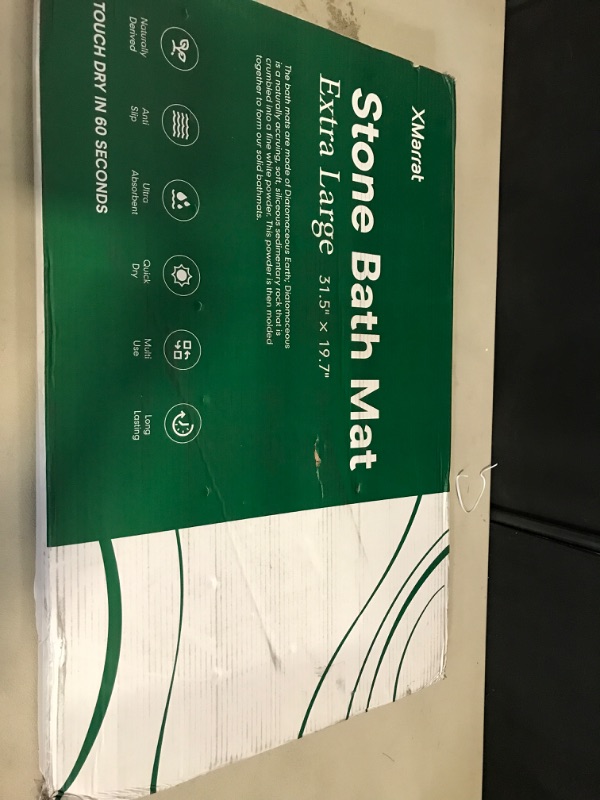 XMarrat
Stone Bath Mat
Extra Large 31.5" × 19.7"
The bath mats are made of Diatomaceous Earth; Diatomaceous
is a naturally accruing, soft, siliceous sedimentary rock that is
crumbled into a fine white powder. This powder is then molded
together to form our solid bathmats.
Naturally
Derived
Anti
Slip
Ultra
Absorbent
Quick
Dry
Multi
Use
Long
Lasting
TOUCH DRY IN 60 SECONDS